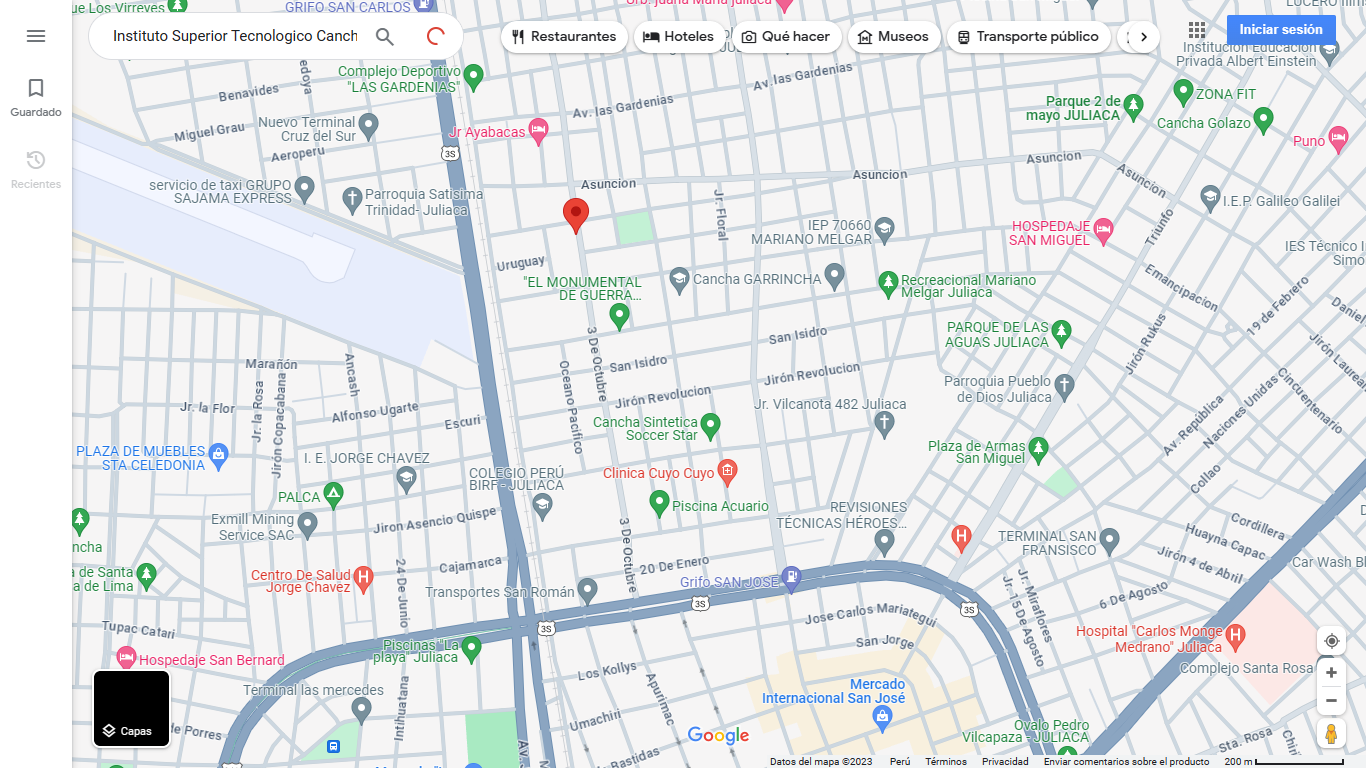 que Los Virreyes
GRIFO SAN CARLOS
Urb. Juana María Juliaca
Instituto Superior Tecnologico Canch
Restaurantes
Hoteles
Qué hacer
Museos
Transporte público
Iniciar sesión
Guardado
Recientes
Institución Educación
Privada Albert Einstein
Complejo Deportivo
"LAS GARDENIAS"
Av. las Gardenias
Av. las Gardenias
Benavides
Miguel Grau
Nuevo Terminal
Cruz del Sur
Aeroperu
Jr Ayabacas
3S
Parque 2 de
mayo JULIACA
ZONA FIT
Cancha Golazo
Puno
Asuncion
Asuncion
Asuncion
Asuncion
servicio de taxi GRUPO
SAJAMA EXPRESS
Parroquia Satisima
Trinidad- Juliaca
Jr. Floral
IEP 70660
MARIANO MELGAR
I.E.P. Galileo Galilei
HOSPEDAJE
SAN MIGUEL
Triunfo
IES Técnico In
Simo
Uruguay
"EL MONUMENTAL
DE GUERRA...
Cancha GARRINCHA
Recreacional Mariano
Melgar Juliaca
Emancipacion
19 de Febrero
PARQUE DE LAS
AGUAS JULIACA
Jirón Rukus
3 De Octubre
San Isidro
San Isidro
Marañón
Ancash
Oceano Pacifico
Jirón Revolucion
Jirón Revolucion
Parroquia Pueblo
de Dios Juliaca
Naciones Unidas
Cincuentenario
Jr. la Flor
Jr. la Rosa
Jirón Copacabana
Alfonso Ugarte
Escuri
Jr. Vilcanota 482 Juliaca
Cancha Sintetica
Soccer Star
Av. República
PLAZA DE MUEBLES
STA.CELEDONIA
I. E. JORGE CHAVEZ
COLEGIO PERÚ
BIRF - JULIACA
Clinica Cuyo Cuyo
Plaza de Armas
San Miguel
Collao
PALCA
Piscina Acuario
REVISIONES
TÉCNICAS HÉROES...
Exmill Mining
Service SAC
Jiron Asencio Quispe
3 De Octubre
TERMINAL SAN
FRANSISCO
Cordillera
Huayna Capac
Jirón 4 de Abril
Car Wash Bl
ncha
a de Santa
a de Lima
Centro De Salud
Jorge Chavez
24 De Junio
Cajamarca
20 De Enero
Grifo SAN JOSE
Transportes San Román
3S
3S
3S
Jr. Miraflores
Jr. 15 De Agosto
6 De Agosto
Jose Carlos Mariategui
San Jorge
Hospital "Carlos Monge
Medrano" Juliaca
Complejo Santa Rosa
Tupac Catari
Hospedaje San Bernard
Piscinas "La
playa" Juliaca
Los Kollys
Apurimac
Terminal las mercedes
Intihuatana
Umachiri
Mercado
Internacional San José
Capas
de Porres
Google
Ovalo Pedro
Vilcapaza - JULIACA
Sta. Rosa
Datos del mapa ©2023
Perú
Términos
Privacidad
Enviar comentarios sobre el producto
200 m